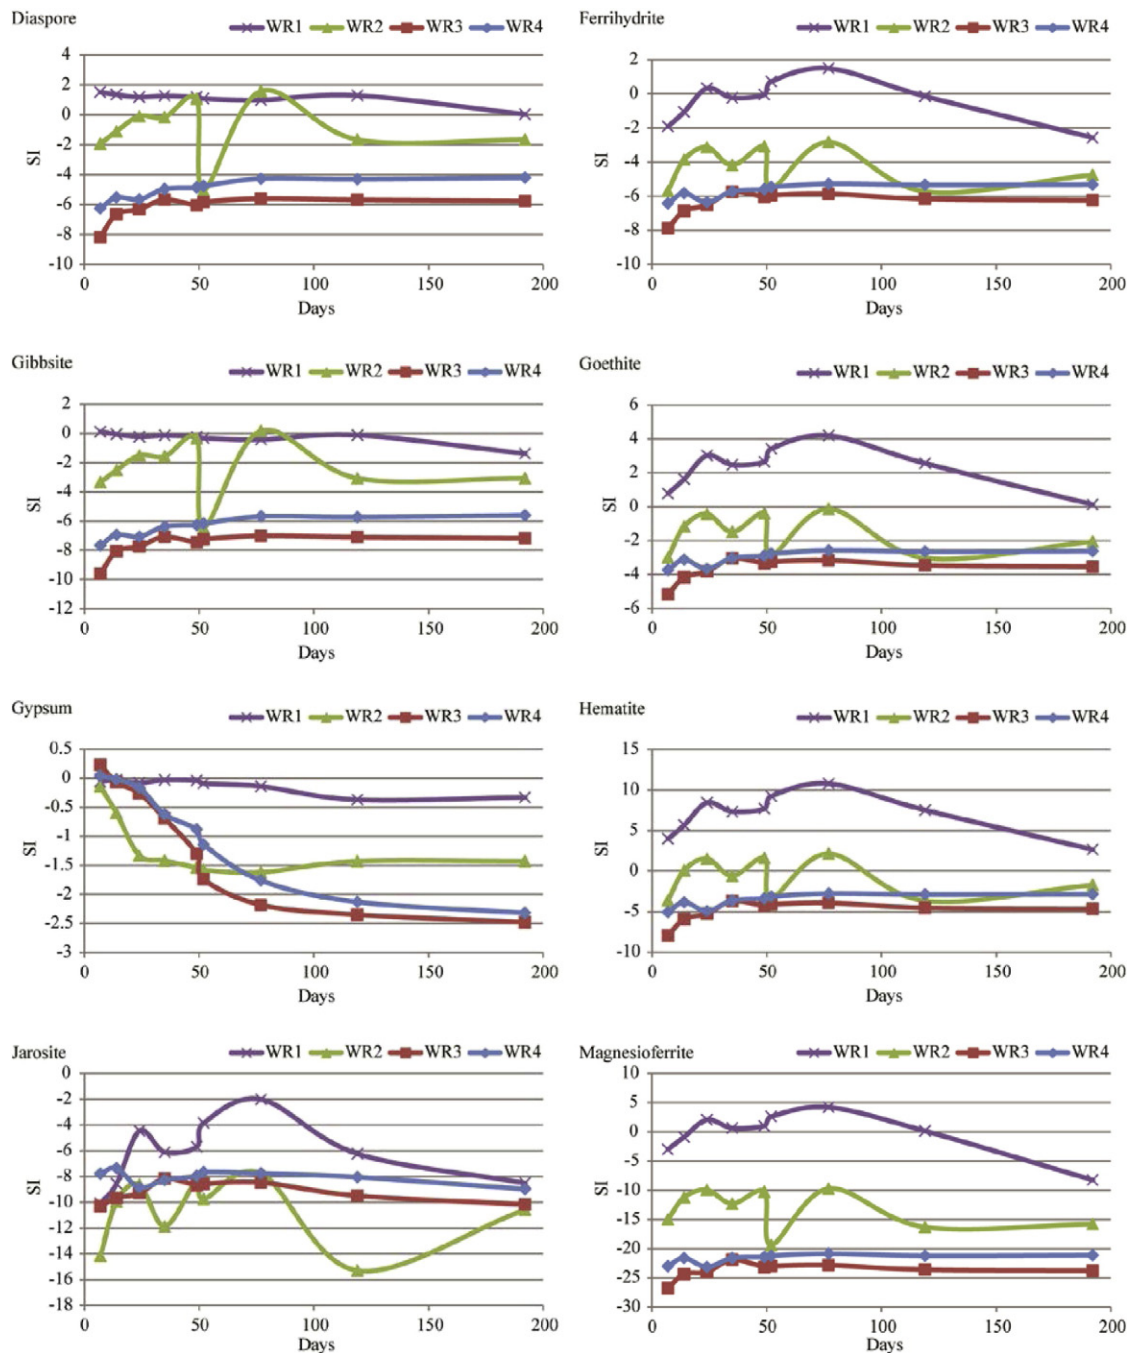 Diaspore
WR1 WR2 WR3 WR4
4
2
0
-2
-4
-6
-8
-10
SI
0 50 100 150 200
Days
Ferrihydrite
WR1 WR2 WR3 WR4
2
0
-2
-4
-6
-8
-10
SI
0 50 100 150 200
Days
Gibbsite
WR1 WR2 WR3 WR4
2
0
-2
-4
-6
-8
-10
-12
SI
0 50 100 150 200
Days
Goethite
WR1 WR2 WR3 WR4
6
4
2
0
-2
-4
-6
SI
0 50 100 150 200
Days
Gypsum
WR1 WR2 WR3 WR4
0.5
0
-0.5
-1
-1.5
-2
-2.5
-3
SI
0 50 100 150 200
Days
Hematite
WR1 WR2 WR3 WR4
15
10
5
0
-5
-10
SI
0 50 100 150 200
Days
Jarosite
WR1 WR2 WR3 WR4
0
-2
-4
-6
-8
-10
-12
-14
-16
-18
SI
0 50 100 150 200
Days
Magnesioferrite
WR1 WR2 WR3 WR4
10
5
0
-5
-10
-15
-20
-25
-30
SI
0 50 100 150 200
Days